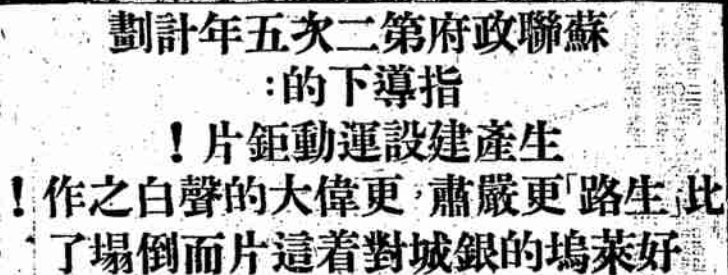 蘇聯政府第二次五年計劃
指導下的:
生產建設運動鉅片！
比「生路」更嚴肅，更偉大的聲白之作！
好萊塢的銀城對着這片而倒塌了